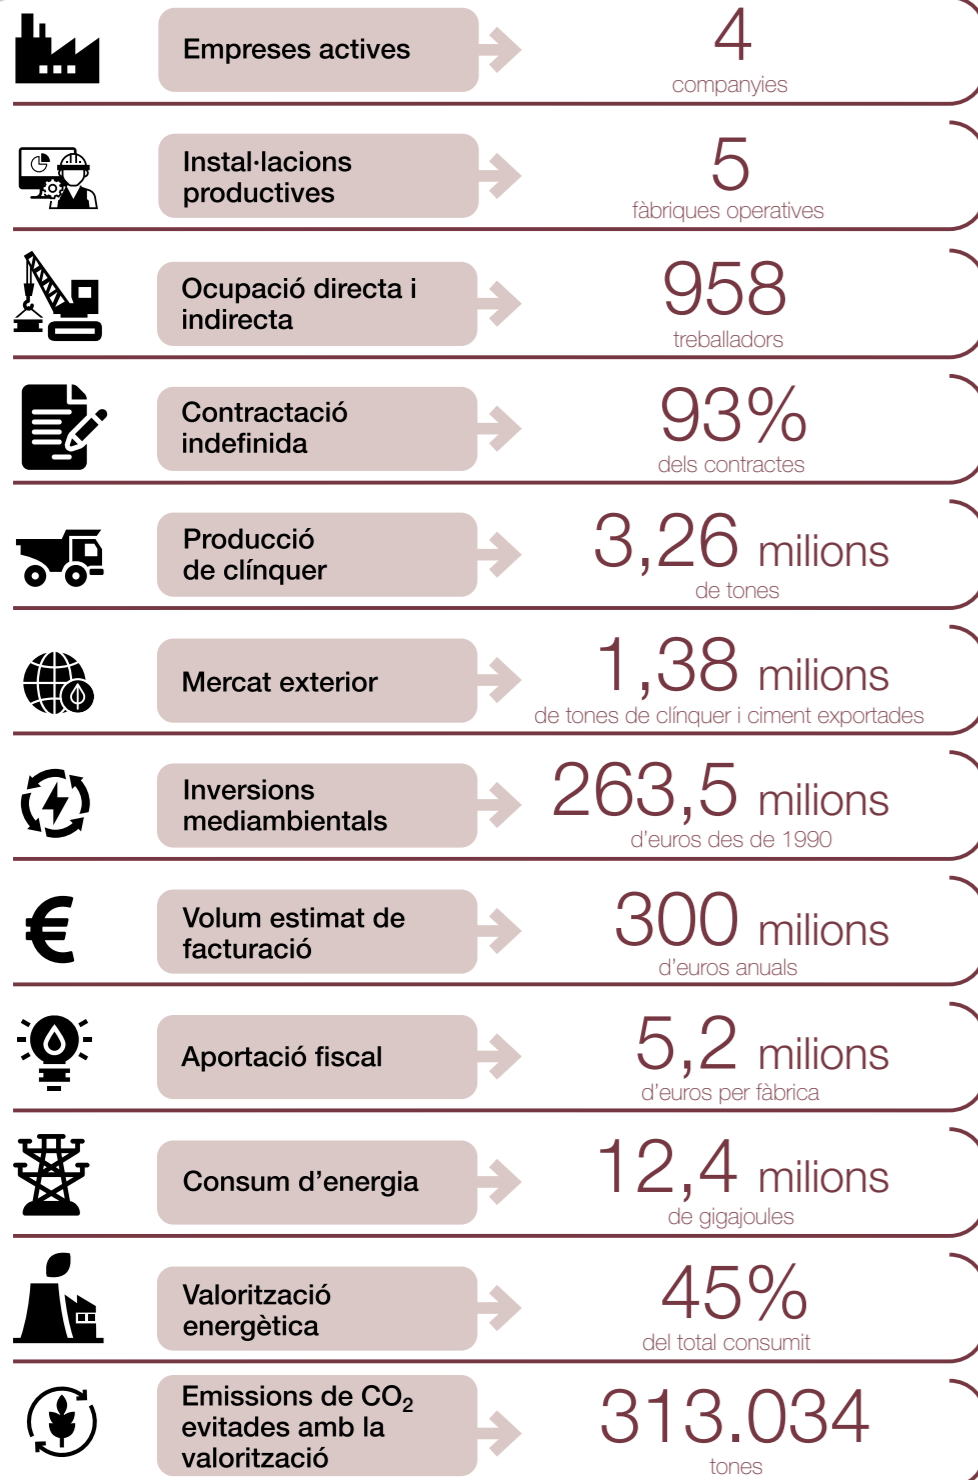 Empreses actives
4
companyies
Instal·lacions
productives
5
fàbriques operatives
Ocupació directa i
indirecta
958
treballadors
Contractació
indefinida
93%
dels contractes
Producció
de clínquer
3,26 milions
de tones
Mercat exterior
1,38 milions
de tones de clínquer i ciment exportades
Inversions
mediambientals
263,5 milions
d'euros des de 1990
€
Volum estimat de
facturació
300 milions
d'euros anuals
Aportació fiscal
5,2 milions
d'euros per fàbrica
Consum d'energia
12,4 milions
de gigajoules
Valorització
energètica
45%
del total consumit
Emissions de CO₂
evitades amb la
valorització
313.034
tones